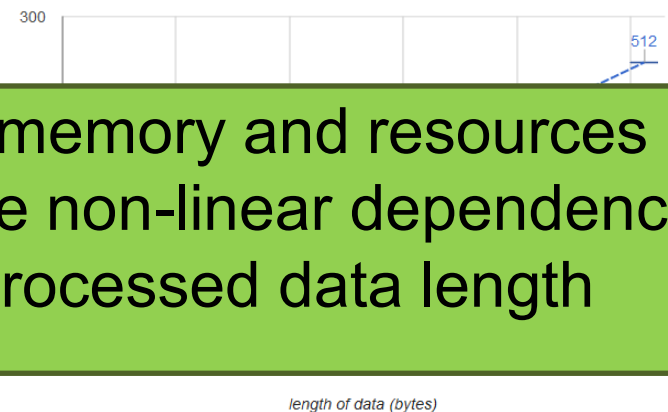 300
512
memory and resources
e non-linear dependenc
rocessed data length
length of data (bytes)